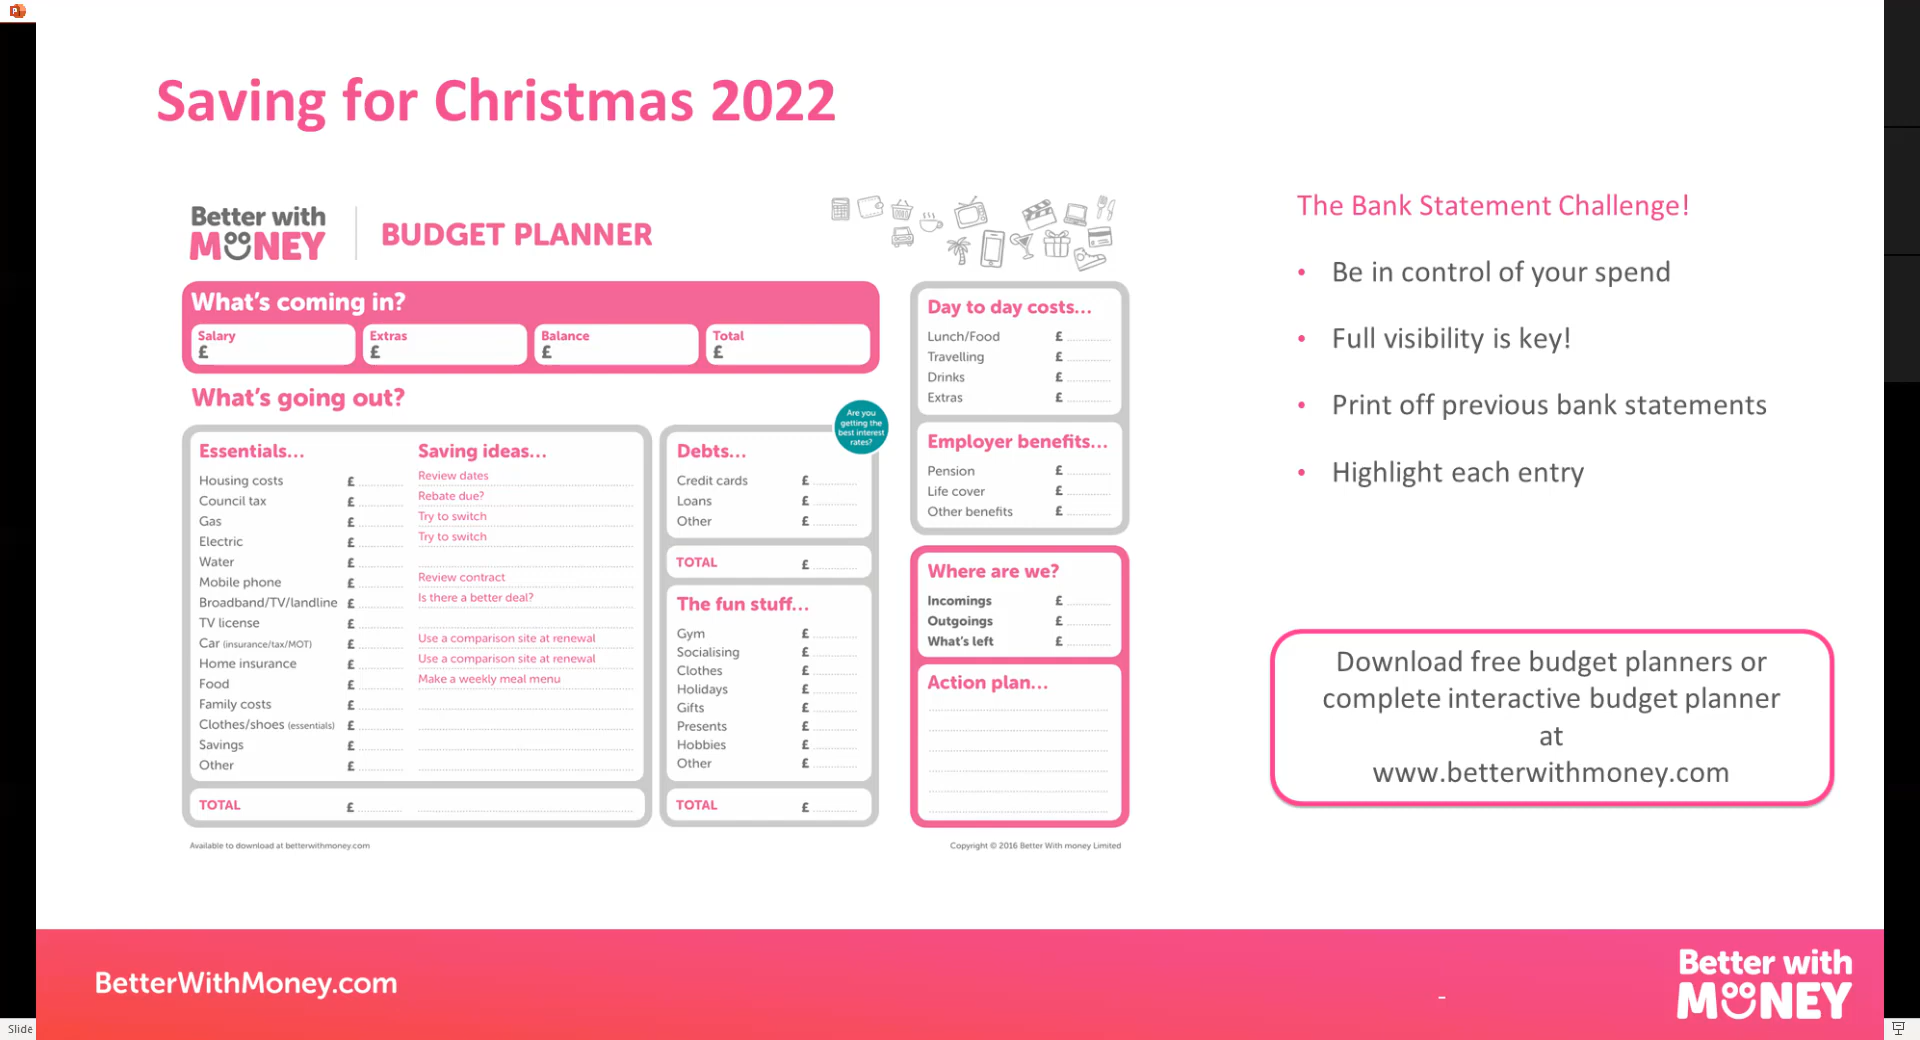 Saving for Christmas 2022
Better with
MONEY
BUDGET PLANNER
What's coming in?
Salary
£
Extras
£
Balance
£
Total
£
What's going out?
Essentials...
Saving ideas...
Housing costs £ Review dates
Council tax £ Rebate due?
Gas £ Try to switch
Electric £ Try to switch
Water £
Mobile phone £ Review contract
Broadband/TV/landline £ Is there a better deal?
TV license £
Car (insurance/tax/MOT) £ Use a comparison site at renewal
Home insurance £ Use a comparison site at renewal
Food £ Make a weekly meal menu
Family costs £
Clothes/shoes (essentials) £
Savings £
Other £
TOTAL £
Are you
getting the
best interest
rates?
Debts...
Credit cards £
Loans £
Other £
TOTAL £
The fun stuff...
Gym £
Socialising £
Clothes £
Holidays £
Gifts £
Presents £
Hobbies £
Other £
TOTAL £
Day to day costs...
Lunch/Food £
Travelling £
Drinks £
Extras £
Employer benefits...
Pension £
Life cover £
Other benefits £
Where are we?
Incomings £
Outgoings £
What's left £
Action plan...
Available to download at betterwithmoney.com
Copyright © 2016 Better With money Limited
The Bank Statement Challenge!
• Be in control of your spend
• Full visibility is key!
• Print off previous bank statements
• Highlight each entry
Download free budget planners or
complete interactive budget planner
at
www.betterwithmoney.com
BetterWithMoney.com
-
Better with
MONEY
Slide